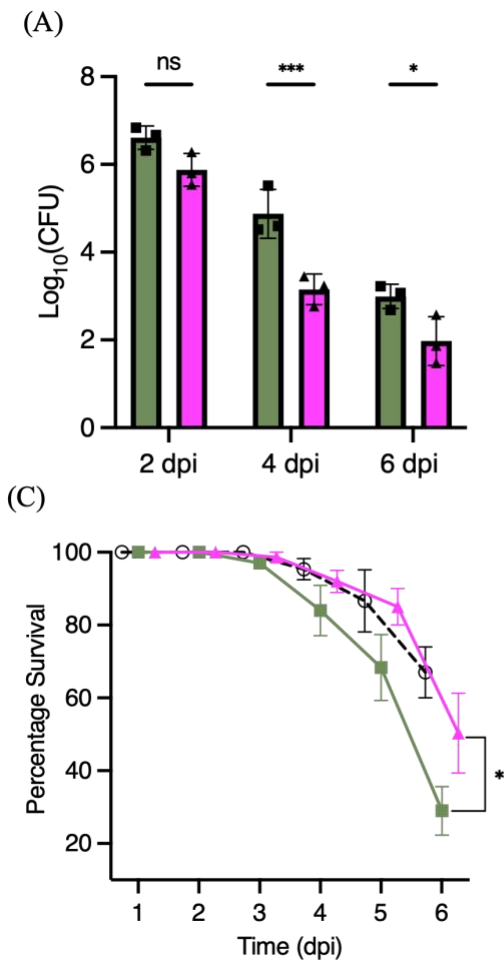 (A)
ns
***
*
8
6
4
2
0
Log10(CFU)
2 dpi 4 dpi 6 dpi
(C)
100
80
60
40
20
Percentage Survival
*
1 2 3 4 5 6
Time (dpi)